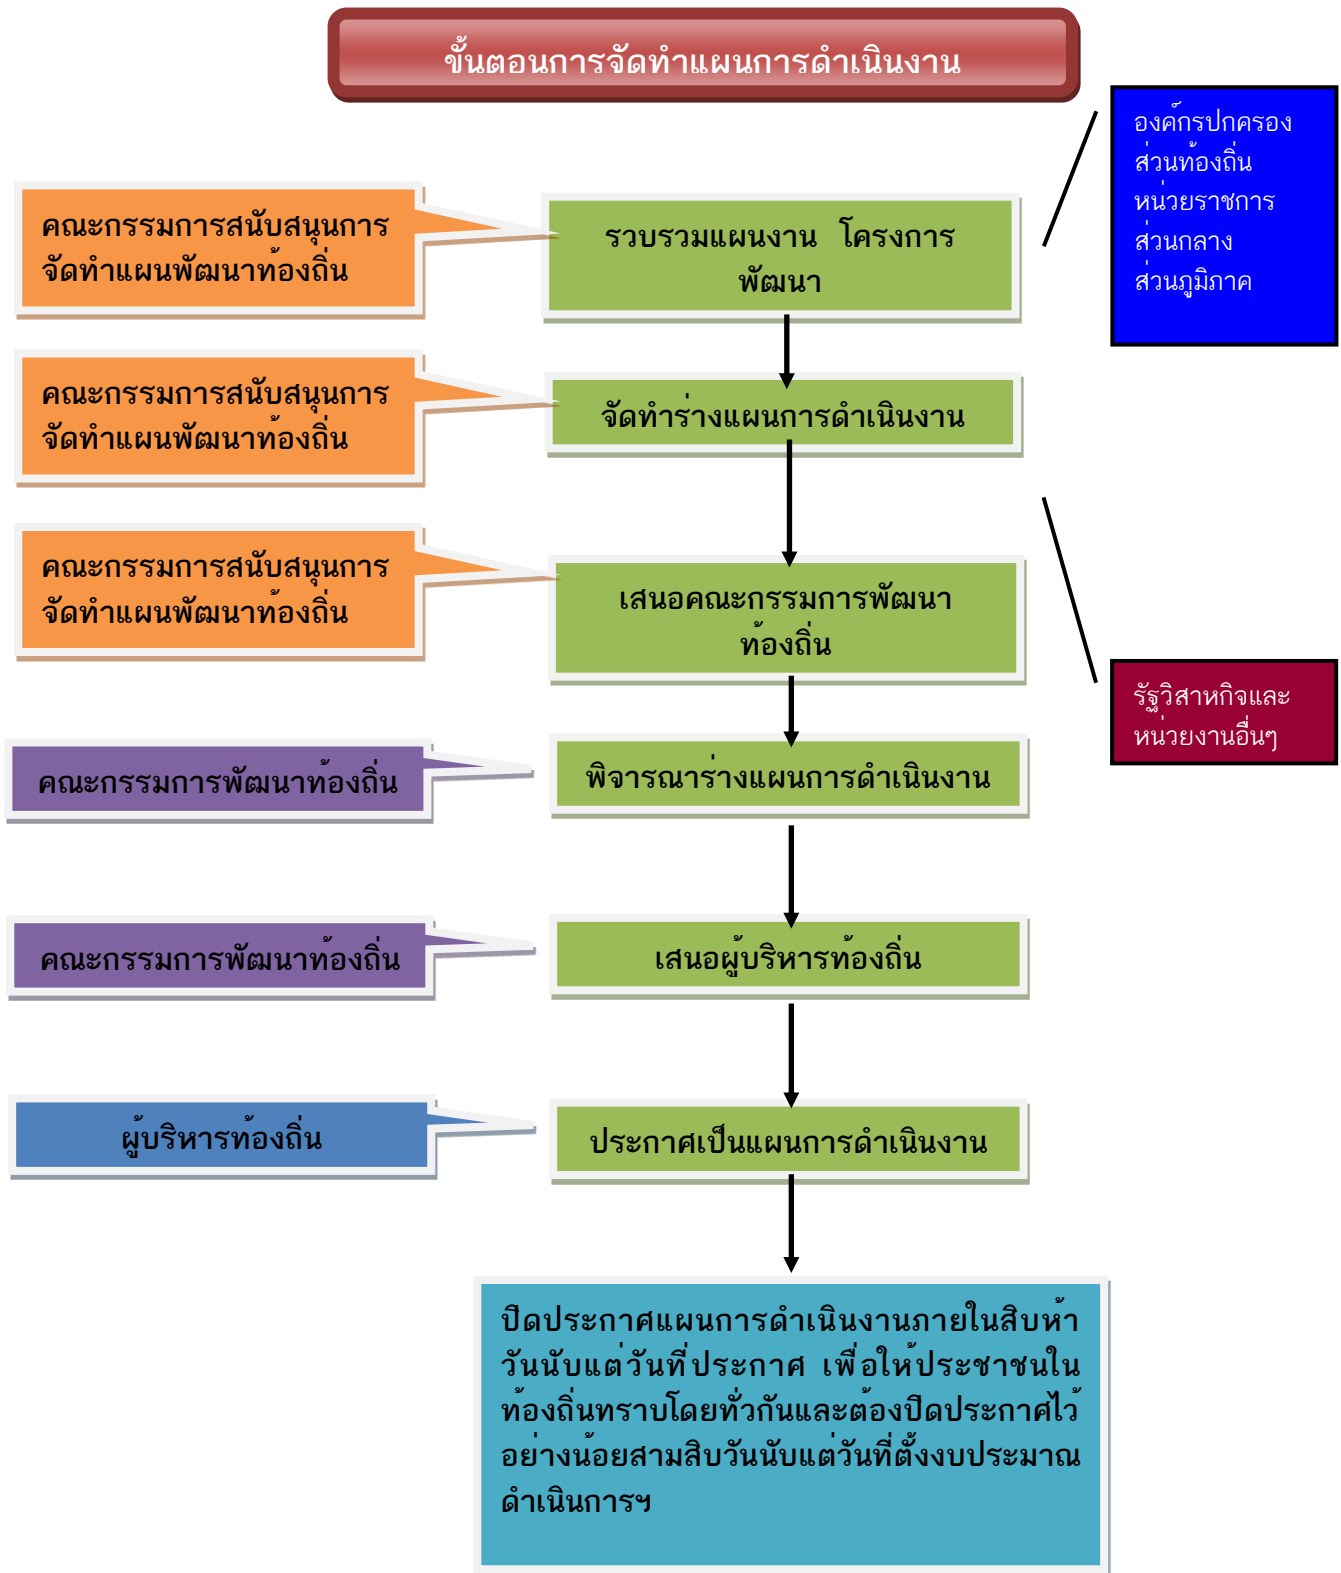 ขั้นตอนการจัดทำแผนการดำเนินงาน
องค์กรปกครอง
ส่วนท้องถิ่น
หน่วยราชการ
ส่วนกลาง
ส่วนภูมิภาค
คณะกรรมการสนับสนุนการ
จัดทำแผนพัฒนาท้องถิ่น
รวบรวมแผนงาน โครงการ
พัฒนา
คณะกรรมการสนับสนุนการ
จัดทำแผนพัฒนาท้องถิ่น
จัดทำร่างแผนการดำเนินงาน
คณะกรรมการสนับสนุนการ
จัดทำแผนพัฒนาท้องถิ่น
เสนอคณะกรรมการพัฒนา
ท้องถิ่น
รัฐวิสาหกิจและ
หน่วยงานอื่นๆ
คณะกรรมการพัฒนาท้องถิ่น
พิจารณาร่างแผนการดำเนินงาน
คณะกรรมการพัฒนาท้องถิ่น
เสนอผู้บริหารท้องถิ่น
ผู้บริหารท้องถิ่น
ประกาศเป็นแผนการดำเนินงาน
ปิดประกาศแผนการดำเนินงานภายในสิบห้า
วันนับแต่วันที่ประกาศ เพื่อให้ประชาชนใน
ท้องถิ่นทราบโดยทั่วกันและต้องปิดประกาศไว้
อย่างน้อยสามสิบวันนับแต่วันที่ตั้งงบประมาณ
ดำเนินการฯ